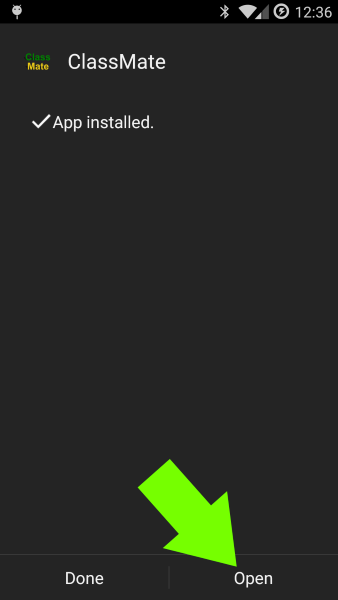 12:36
Class
Mate
ClassMate
App installed.
Done
Open